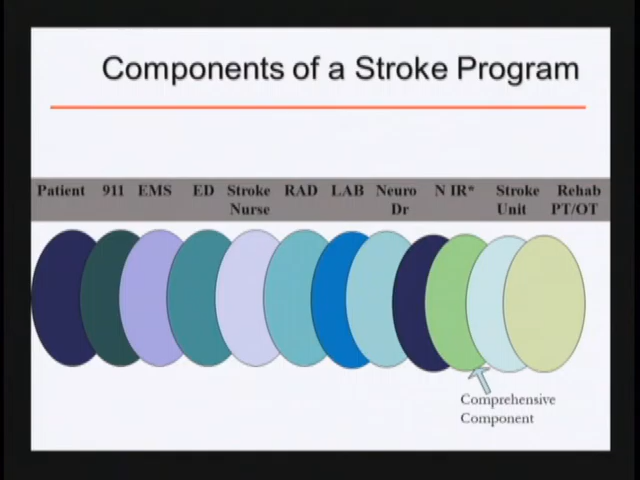 Components of a Stroke Program
Patient 911 EMS ED Stroke RAD LAB Neuro N IR* Stroke Rehab
Nurse Dr Unit PT/OT
Comprehensive
Component